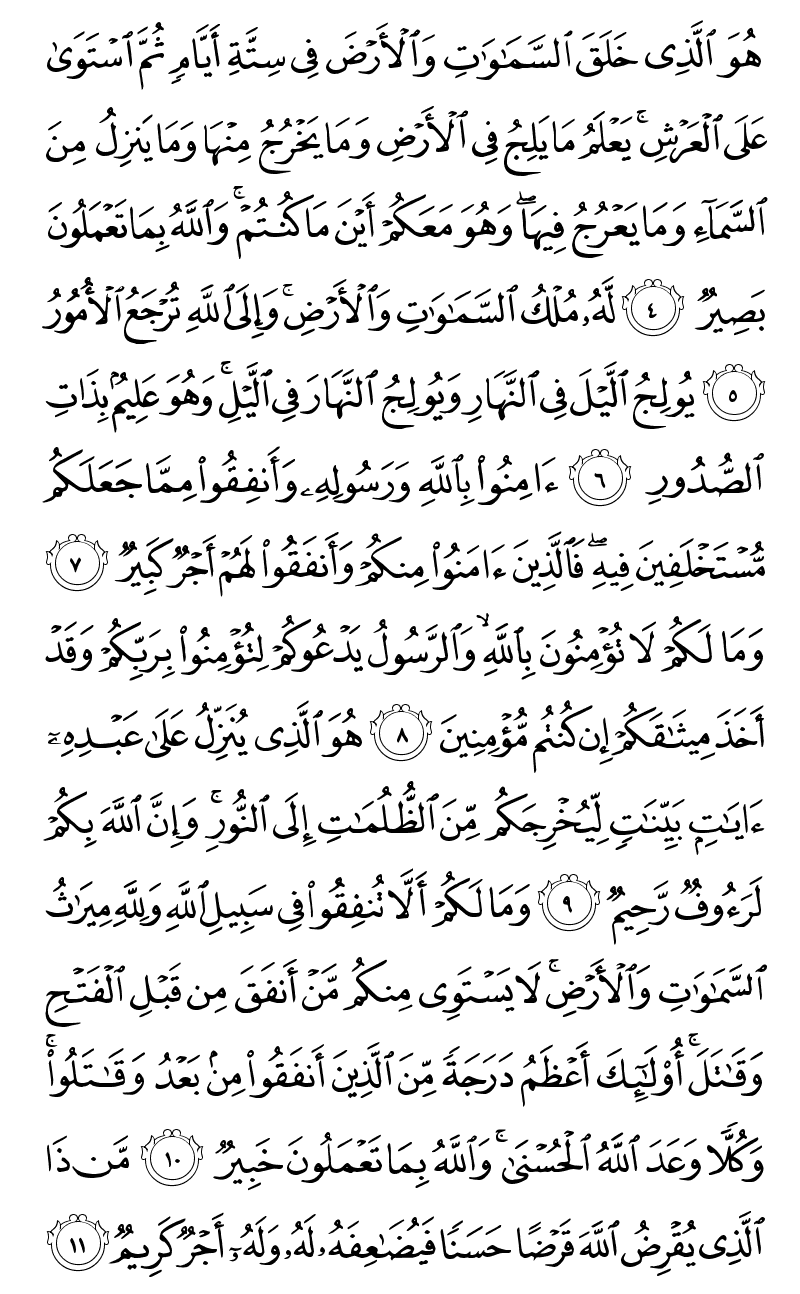 هُوَ ٱلَّذِى خَلَقَ ٱلسَّمَٰوَٰتِ وَٱلْأَرْضَ فِى سِتَّةِ أَيَّامٍ ثُمَّ ٱسْتَوَىٰ
عَلَى ٱلْعَرْشِ ۚ يَعْلَمُ مَا يَلِجُ فِى ٱلْأَرْضِ وَمَا يَخْرُجُ مِنْهَا وَمَا يَنزِلُ مِنَ
ٱلسَّمَآءِ وَمَا يَعْرُجُ فِيهَا ۖ وَهُوَ مَعَكُمْ أَيْنَ مَا كُنتُمْ ۚ وَٱللَّهُ بِمَا تَعْمَلُونَ
بَصِيرٌ ٤ لَّهُۥ مُلْكُ ٱلسَّمَٰوَٰتِ وَٱلْأَرْضِ ۚ وَإِلَى ٱللَّهِ تُرْجَعُ ٱلْأُمُورُ
٥ يُولِجُ ٱلَّيْلَ فِى ٱلنَّهَارِ وَيُولِجُ ٱلنَّهَارَ فِى ٱلَّيْلِ ۚ وَهُوَ عَلِيمٌۢ بِذَاتِ
ٱلصُّدُورِ ٦ ءَامِنُوا۟ بِٱللَّهِ وَرَسُولِهِۦ وَأَنفِقُوا۟ مِمَّا جَعَلَكُم
مُّسْتَخْلَفِينَ فِيهِ ۖ فَٱلَّذِينَ ءَامَنُوا۟ مِنكُمْ وَأَنفَقُوا۟ لَهُمْ أَجْرٌ كَبِيرٌ ٧
وَمَا لَكُمْ لَا تُؤْمِنُونَ بِٱللَّهِ ۙ وَٱلرَّسُولُ يَدْعُوكُمْ لِتُؤْمِنُوا۟ بِرَبِّكُمْ وَقَدْ
أَخَذَ مِيثَٰقَكُمْ إِن كُنتُم مُّؤْمِنِينَ ٨ هُوَ ٱلَّذِى يُنَزِّلُ عَلَىٰ عَبْدِهِۦٓ
ءَايَٰتٍۭ بَيِّنَٰتٍ لِّيُخْرِجَكُم مِّنَ ٱلظُّلُمَٰتِ إِلَى ٱلنُّورِ ۚ وَإِنَّ ٱللَّهَ بِكُمْ
لَرَءُوفٌ رَّحِيمٌ ٩ وَمَا لَكُمْ أَلَّا تُنفِقُوا۟ فِى سَبِيلِ ٱللَّهِ وَلِلَّهِ مِيرَٰثُ
ٱلسَّمَٰوَٰتِ وَٱلْأَرْضِ ۚ لَا يَسْتَوِى مِنكُم مَّنْ أَنفَقَ مِن قَبْلِ ٱلْفَتْحِ
وَقَٰتَلَ ۚ أُو۟لَٰٓئِكَ أَعْظَمُ دَرَجَةً مِّنَ ٱلَّذِينَ أَنفَقُوا۟ مِنۢ بَعْدُ وَقَٰتَلُوا۟ ۚ
وَكُلًّا وَعَدَ ٱللَّهُ ٱلْحُسْنَىٰ ۚ وَٱللَّهُ بِمَا تَعْمَلُونَ خَبِيرٌ ١٠ مَّن ذَا
ٱلَّذِى يُقْرِضُ ٱللَّهَ قَرْضًا حَسَنًا فَيُضَٰعِفَهُۥ لَهُۥ وَلَهُۥٓ أَجْرٌ كَرِيمٌ ١١